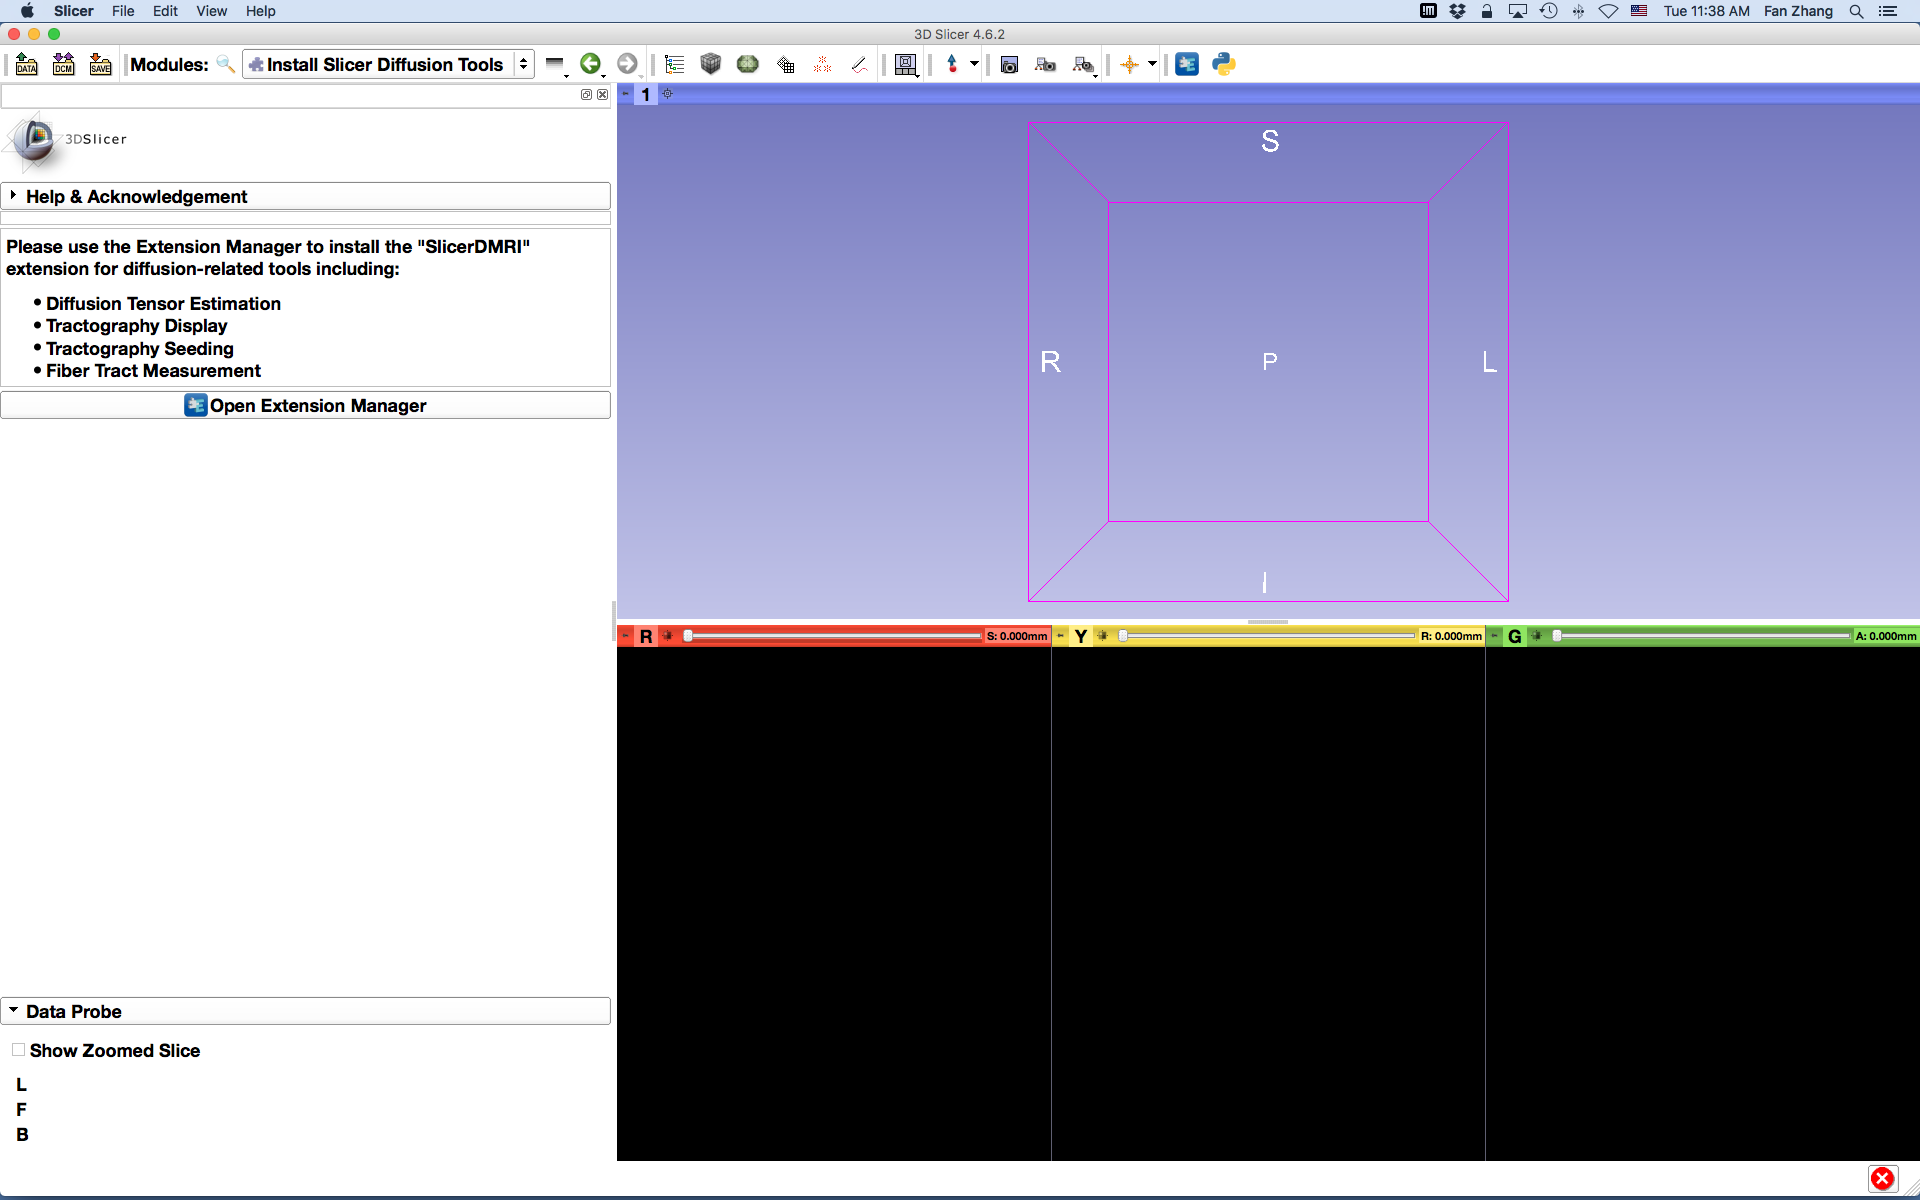 Slicer File Edit View Help
Tue 11:38 AM Fan Zhang
3D Slicer 4.6.2
DATA DCM SAVE Modules: Install Slicer Diffusion Tools
1
3DSlicer
Help & Acknowledgement
Please use the Extension Manager to install the "SlicerDMRI"
extension for diffusion-related tools including:
• Diffusion Tensor Estimation
• Tractography Display
• Tractography Seeding
• Fiber Tract Measurement
Open Extension Manager
S
R P L
I
R S: 0.000mm Y R: 0.000mm G A: 0.000mm
Data Probe
Show Zoomed Slice
L
F
B